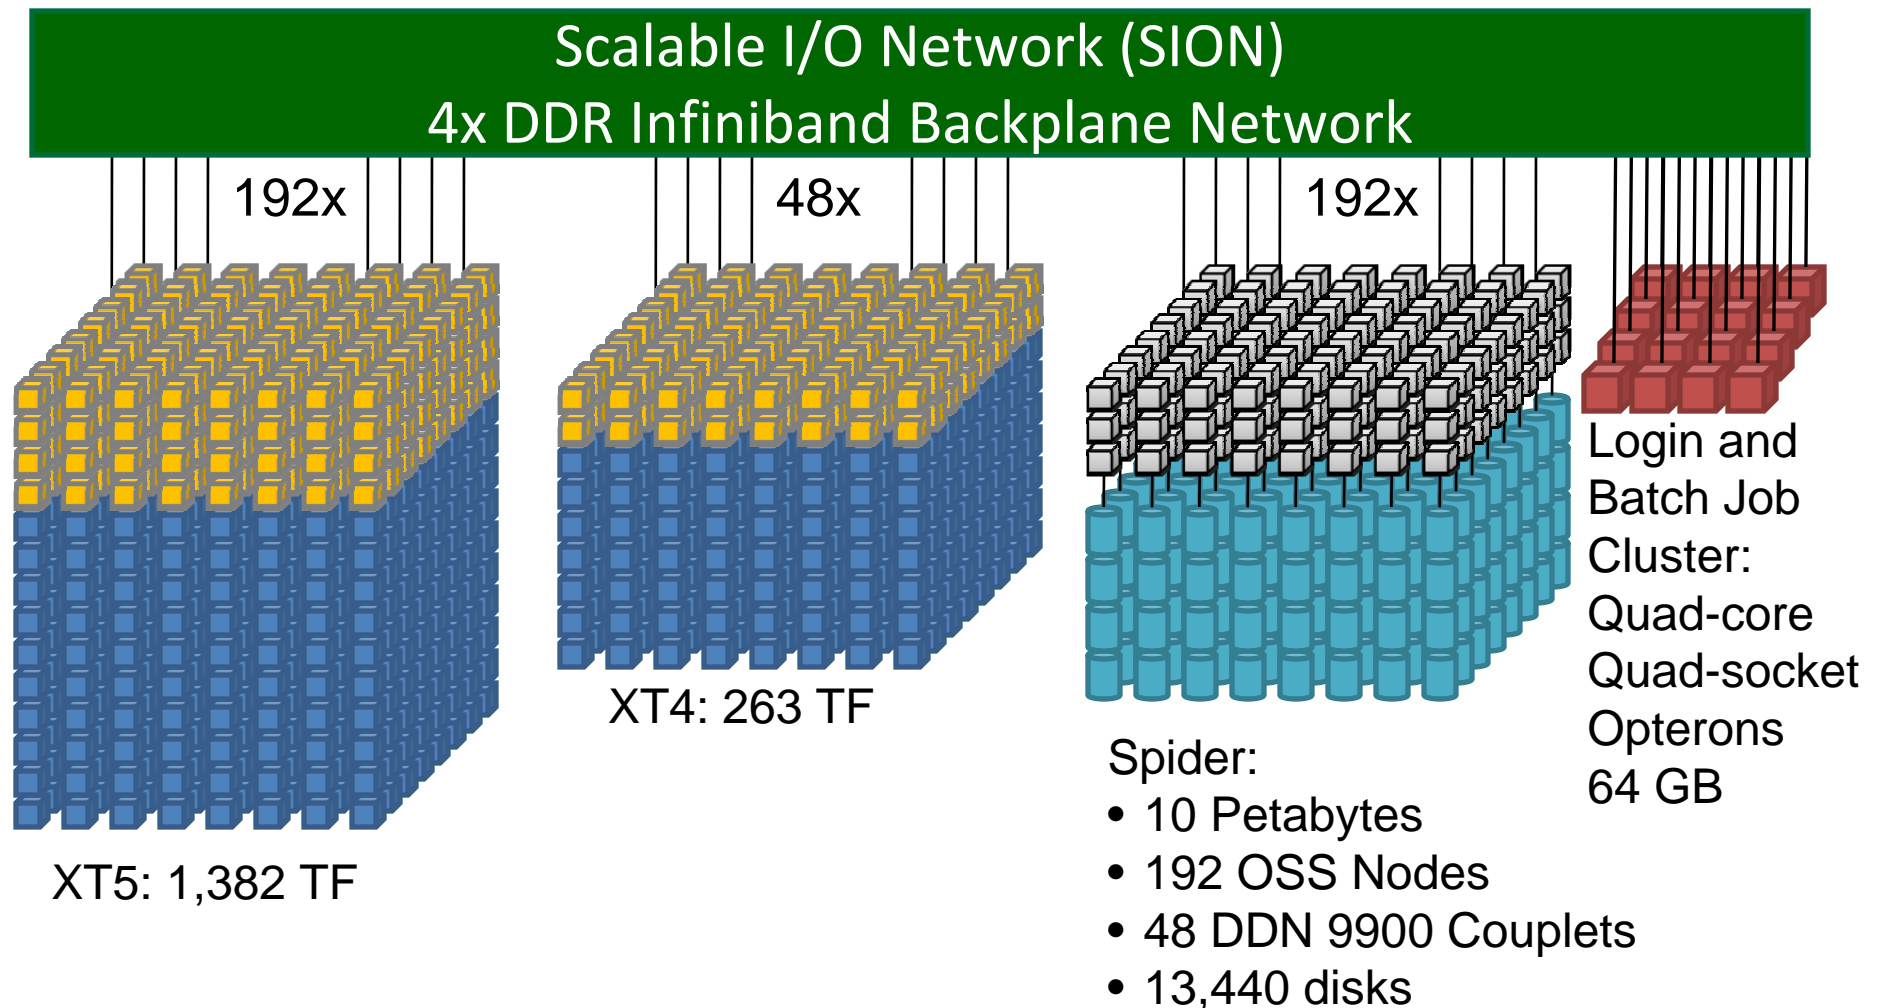 Scalable I/O Network (SION)
4x DDR Infiniband Backplane Network
192x
48x
192x
XT5: 1,382 TF
XT4: 263 TF
Spider:
• 10 Petabytes
• 192 OSS Nodes
• 48 DDN 9900 Couplets
• 13,440 disks
Login and
Batch Job
Cluster:
Quad-core
Quad-socket
Opterons
64 GB